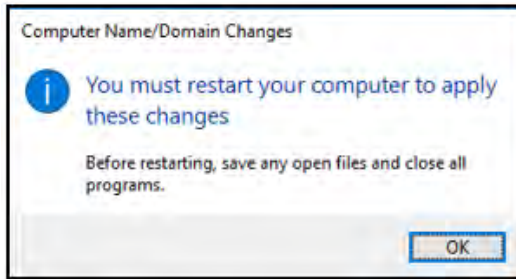 Computer Name/Domain Changes
You must restart your computer to apply
these changes
Before restarting, save any open files and close all
programs.
OK